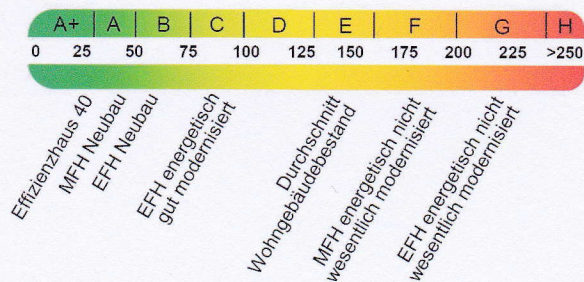 A+ A B C D E F G H
0 25 50 75 100 125 150 175 200 225 >250
Effizienzhaus 40
MFH Neubau
EFH Neubau
EFH energetisch
gut modernisiert
Durchschnitt
Wohngebäudebestand
MFH energetisch nicht
wesentlich modernisiert
EFH energetisch nicht
wesentlich modernisiert